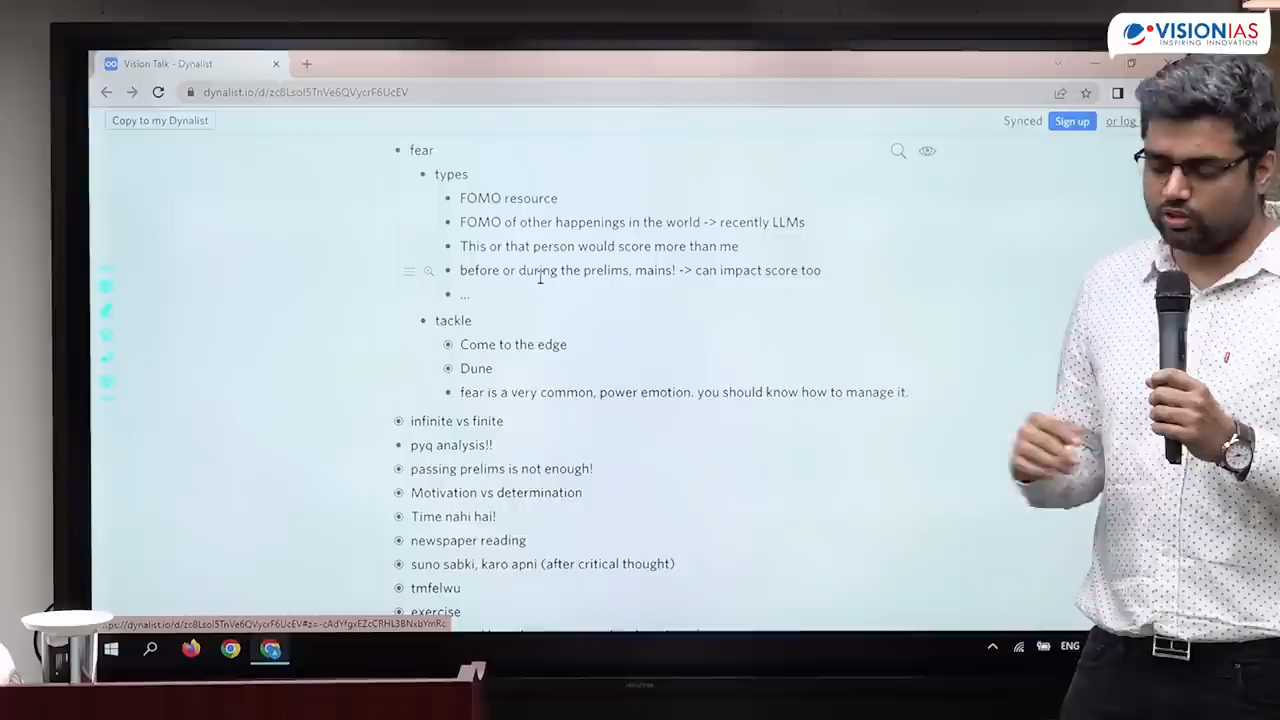 VISIONIAS
INSPIRING INNOVATION
Vision Talk - Dynalist
dynalist.io/d/zc8LsoI5TnVe6QVycrF6UcEV
Copy to my Dynalist
Synced
Sign up
or log
fear
types
FOMO resource
FOMO of other happenings in the world -> recently LLMs
This or that person would score more than me
before or during the prelims, mains! -> can impact score too
...
tackle
Come to the edge
Dune
fear is a very common, power emotion. you should know how to manage it.
infinite vs finite
pyq analysis!!
passing prelims is not enough!
Motivation vs determination
Time nahi hai!
newspaper reading
suno sabki, karo apni (after critical thought)
tmfelwu
exercise
ENG